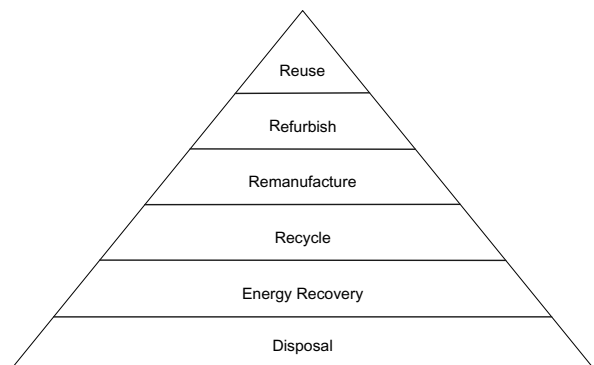 Reuse
Refurbish
Remanufacture
Recycle
Energy Recovery
Disposal